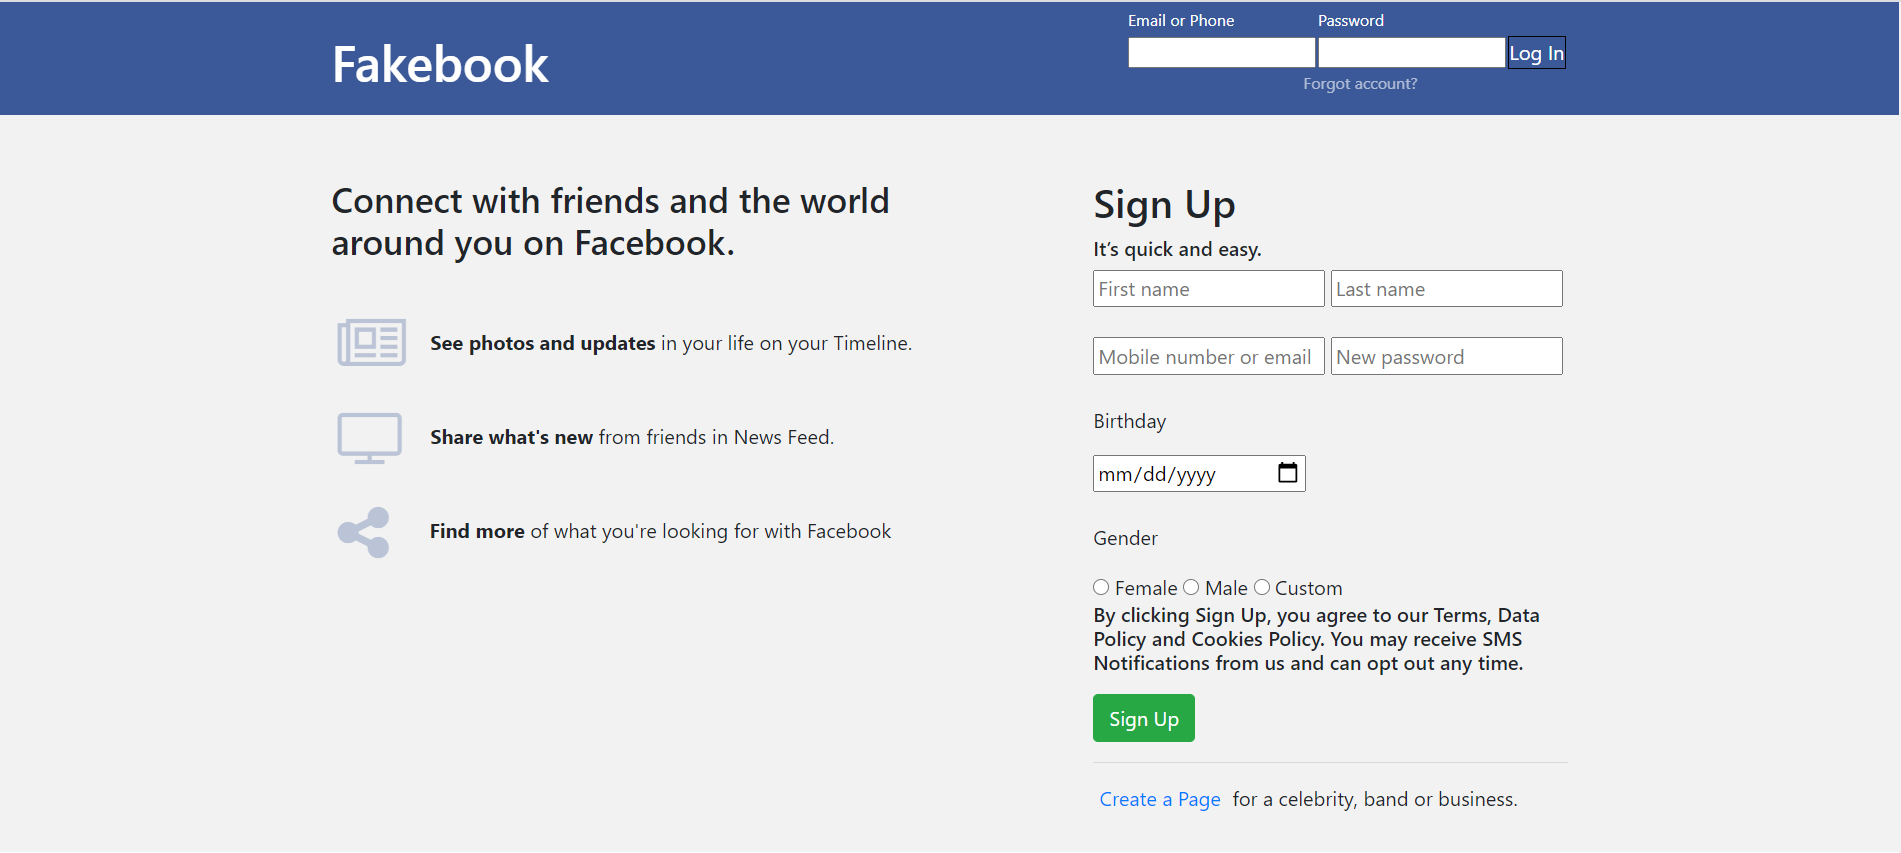 Email or Phone Password
Fakebook
Log In
Forgot account?
Connect with friends and the world
around you on Facebook.
See photos and updates in your life on your Timeline.
Share what's new from friends in News Feed.
Find more of what you're looking for with Facebook
Sign Up
It’s quick and easy.
First name Last name
Mobile number or email New password
Birthday
mm/dd/yyyy
Gender
Female Male Custom
By clicking Sign Up, you agree to our Terms, Data
Policy and Cookies Policy. You may receive SMS
Notifications from us and can opt out any time.
Sign Up
Create a Page for a celebrity, band or business.